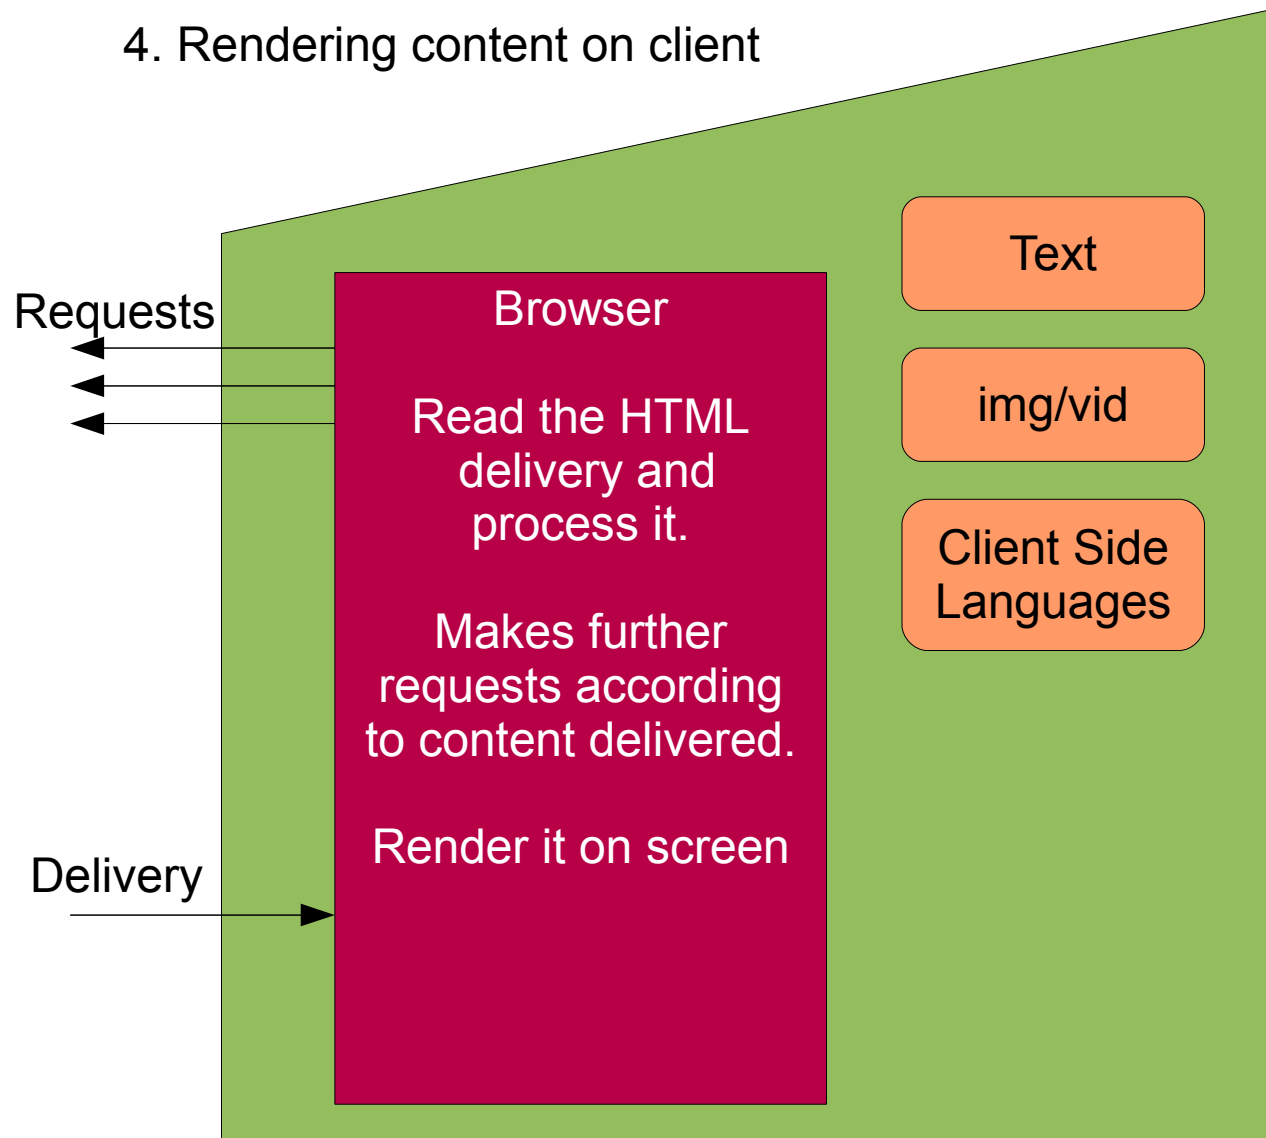 4. Rendering content on client
Requests
Browser
Read the HTML
delivery and
process it.
Makes further
requests according
to content delivered.
Render it on screen
Delivery
Text
img/vid
Client Side
Languages